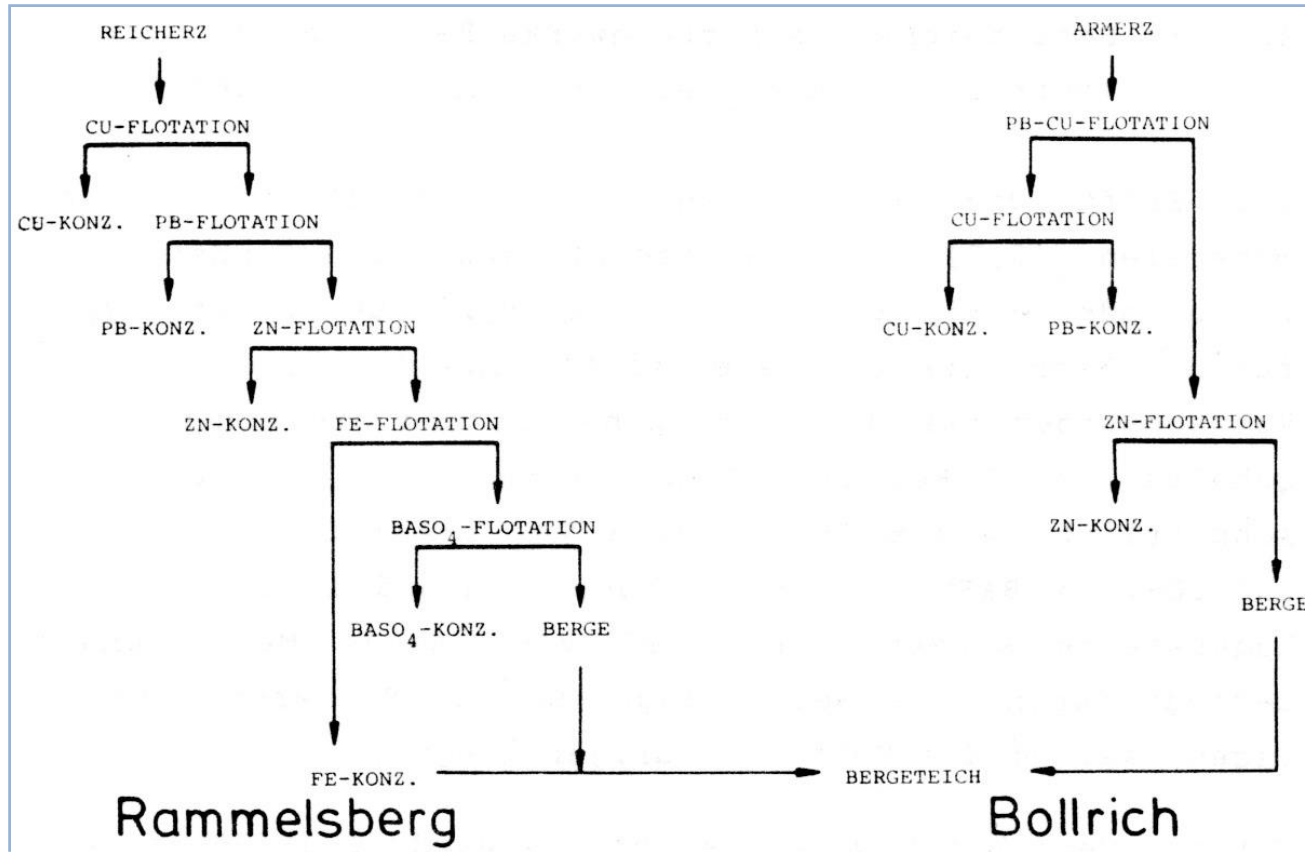 REICHERZ
ARMERZ
CU-FLOTATION
PB-CU-FLOTATION
CU-KONZ. PB-FLOTATION
CU-FLOTATION
PB-KONZ. ZN-FLOTATION
CU-KONZ. PB-KONZ.
ZN-KONZ. FE-FLOTATION
ZN-FLOTATION
BASO4-FLOTATION
ZN-KONZ.
BASO4-KONZ. BERGE
BERGE
FE-KONZ.
BERGETEICH
Rammelsberg
Bollrich